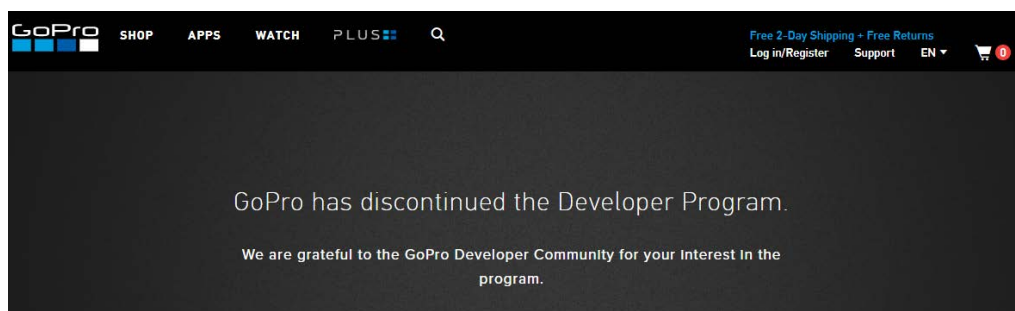 GoPro SHOP APPS WATCH PLUS
Free 2-Day Shipping + Free Returns
Log in/Register Support EN 0
GoPro has discontinued the Developer Program.
We are grateful to the GoPro Developer Community for your interest in the
program.